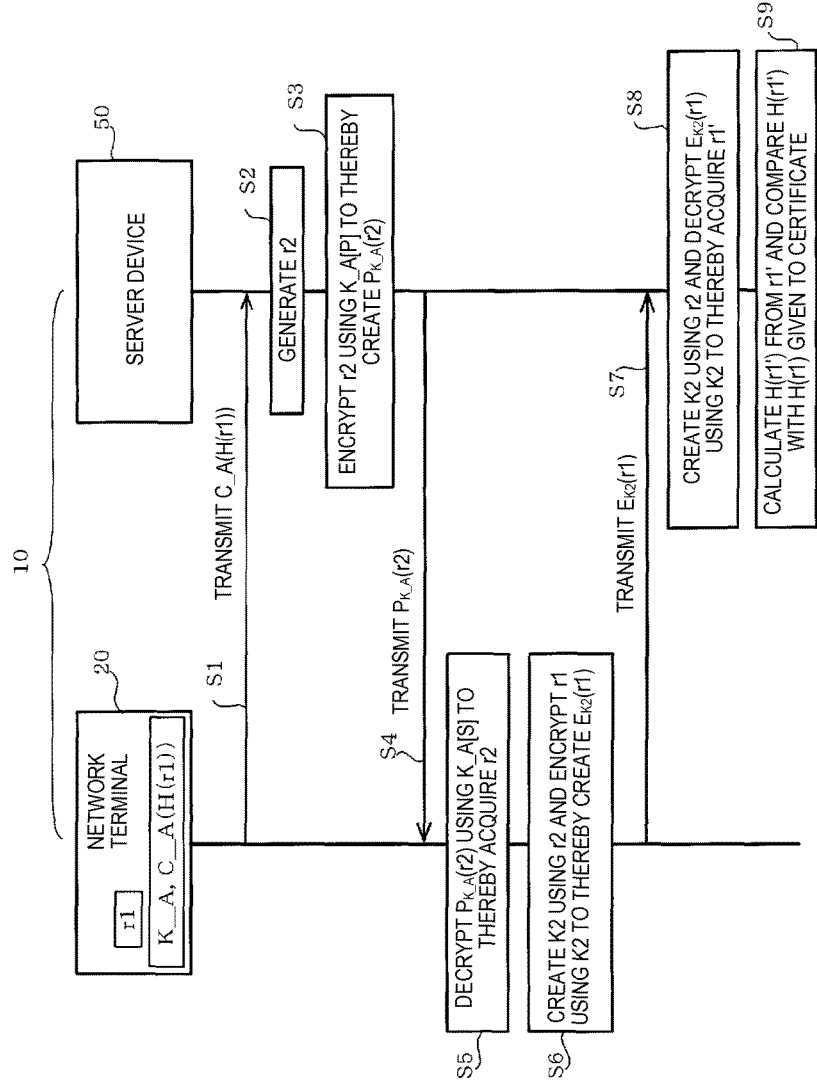 10
20
NETWORK
TERMINAL
r1
K_A, C_A(H(r1))
50
SERVER DEVICE
S1
TRANSMIT C_A(H(r1))
GENERATE r2
S2
ENCRYPT r2 USING K_A[P] TO THEREBY
CREATE PK_A(r2)
S3
S4
TRANSMIT PK_A(r2)
S5
DECRYPT PK_A(r2) USING K_A[S] TO
THEREBY ACQUIRE r2
S6
CREATE K2 USING r2 AND ENCRYPT r1
USING K2 TO THEREBY CREATE EK2(r1)
TRANSMIT EK2(r1)
S7
S8
CREATE K2 USING r2 AND DECRYPT EK2(r1)
USING K2 TO THEREBY ACQUIRE r1'
S9
CALCULATE H(r1') FROM r1' AND COMPARE H(r1')
WITH H(r1) GIVEN TO CERTIFICATE